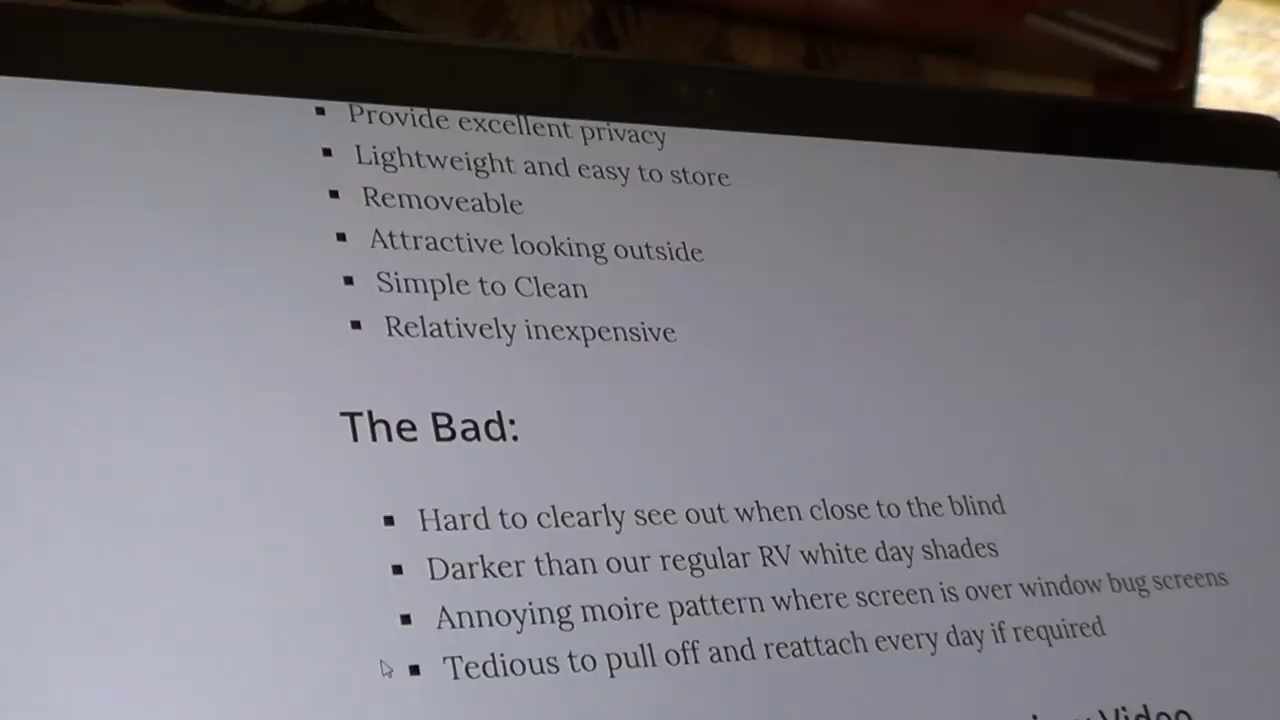 Provide excellent privacy
Lightweight and easy to store
Removeable
Attractive looking outside
Simple to Clean
Relatively inexpensive
The Bad:
Hard to clearly see out when close to the blind
Darker than our regular RV white day shades
Annoying moire pattern where screen is over window bug screens
Tedious to pull off and reattach every day if required
Video